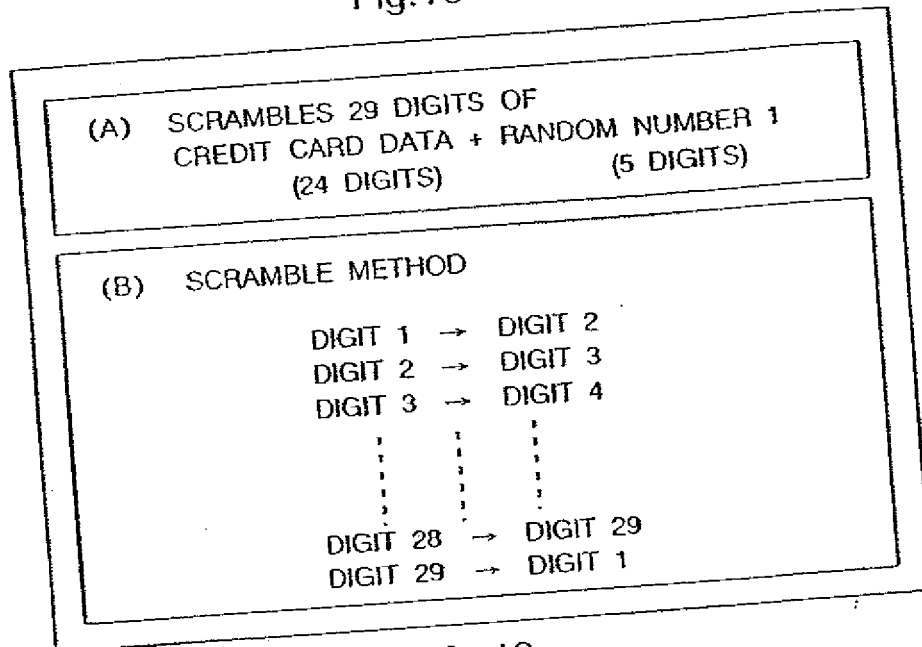 (A) SCRAMBLES 29 DIGITS OF
CREDIT CARD DATA + RANDOM NUMBER 1
(24 DIGITS) (5 DIGITS)
(B) SCRAMBLE METHOD
DIGIT 1 → DIGIT 2
DIGIT 2 → DIGIT 3
DIGIT 3 → DIGIT 4
DIGIT 28 → DIGIT 29
DIGIT 29 → DIGIT 1